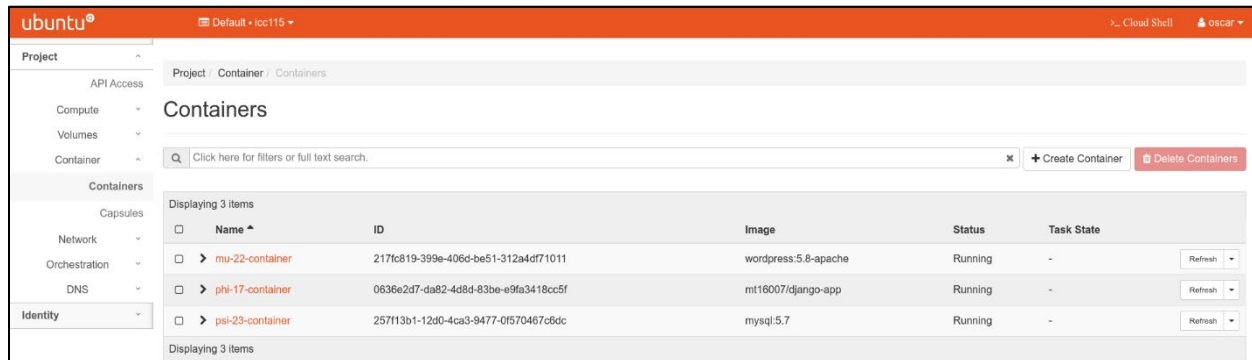 ubuntu® Default • icc115 >_ Cloud Shell oscar
Project
API Access
Compute
Volumes
Container
Containers
Capsules
Network
Orchestration
DNS
Identity
Project / Container / Containers
Containers
Click here for filters or full text search. × + Create Container Delete Containers
Displaying 3 items
Name ID Image Status Task State
mu-22-container 217fc819-399e-406d-be51-312a4df71011 wordpress:5.8-apache Running - Refresh
phi-17-container 0636e2d7-da82-4d8d-83be-e9fa3418cc5f mt16007/django-app Running - Refresh
psi-23-container 257f13b1-12d0-4ca3-9477-0f570467c6dc mysql:5.7 Running - Refresh
Displaying 3 items